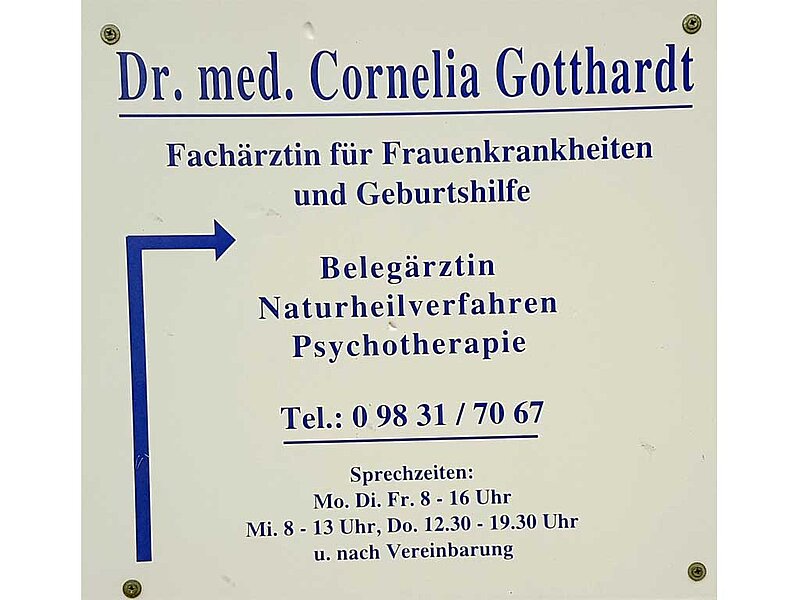 Dr. med. Cornelia Gotthardt
Fachärztin für Frauenkrankheiten
und Geburtshilfe
Belegärztin
Naturheilverfahren
Psychotherapie
Tel.: 0 98 31 / 70 67
Sprechzeiten:
Mo. Di. Fr. 8 - 16 Uhr
Mi. 8 - 13 Uhr, Do. 12.30 - 19.30 Uhr
u. nach Vereinbarung